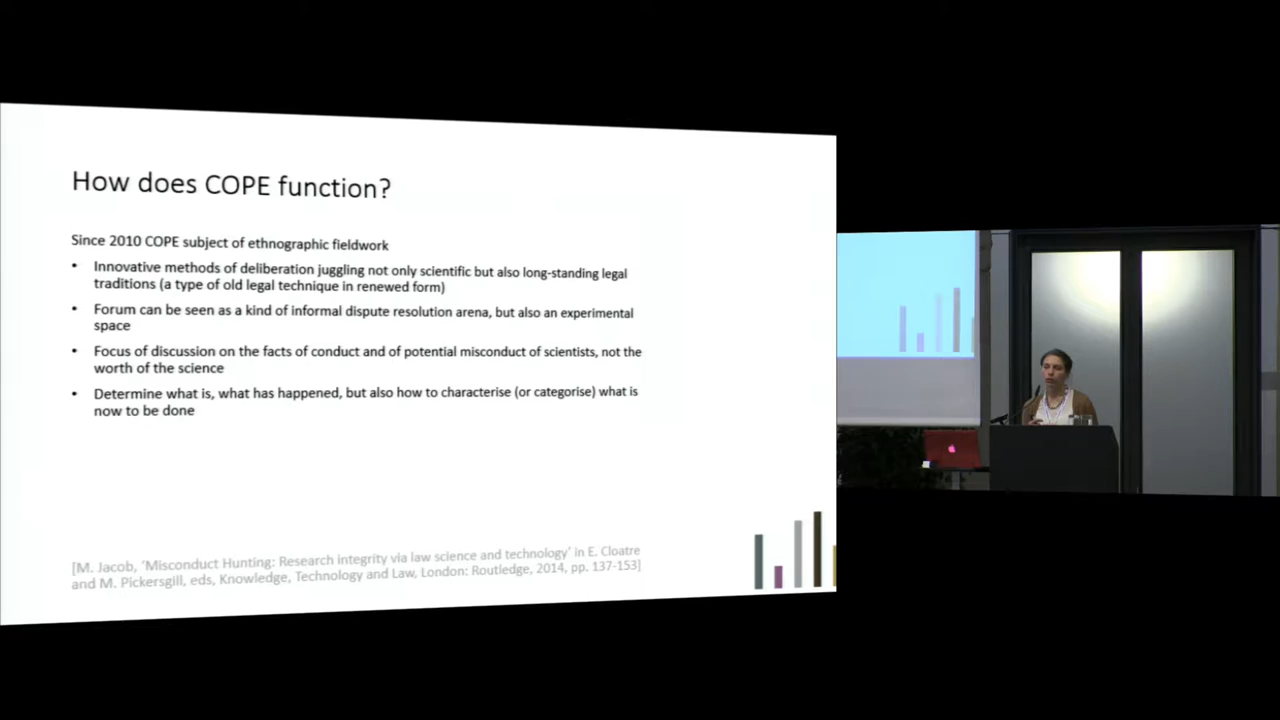 How does COPE function?
Since 2010 COPE subject of ethnographic fieldwork
• Innovative methods of deliberation juggling not only scientific but also long-standing legal
traditions (a type of old legal technique in renewed form)
• Forum can be seen as a kind of informal dispute resolution arena, but also an experimental
space
• Focus of discussion on the facts of conduct and of potential misconduct of scientists, not the
worth of the science
• Determine what is, what has happened, but also how to characterise (or categorise) what is
now to be done
[M. Jacob, 'Misconduct Hunting: Research integrity via law science and technology' in E. Cloatre
and M. Pickersgill, eds, Knowledge, Technology and Law, London: Routledge, 2014, pp. 137-153]